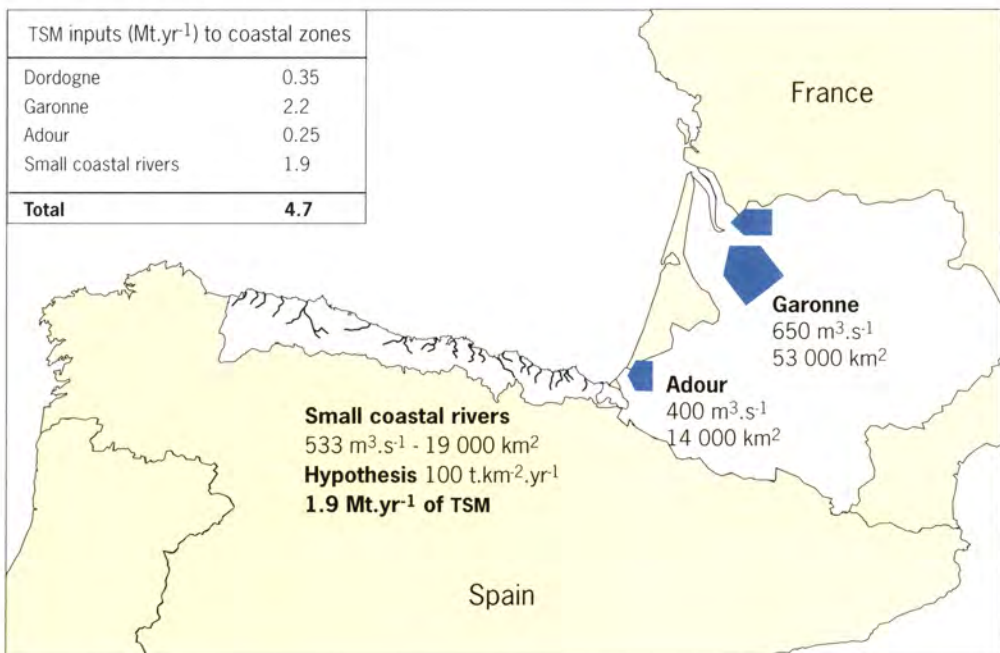 TSM inputs (Mt.yr-1) to coastal zones
Dordogne 0.35
Garonne 2.2
Adour 0.25
Small coastal rivers 1.9
Total 4.7
France
Garonne
650 m³.s-1
53 000 km²
Adour
400 m³.s-1
14 000 km²
Small coastal rivers
533 m³.s-1 - 19 000 km²
Hypothesis 100 t.km-2.yr-1
1.9 Mt.yr-1 of TSM
Spain